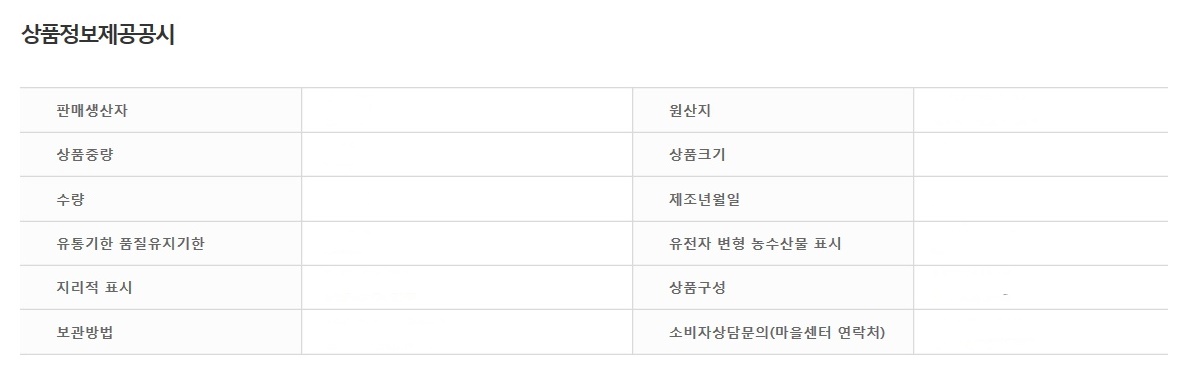 상품정보제공공시
판매생산자 원산지
상품중량 상품크기
수량 제조년월일
유통기한 품질유지기한 유전자 변형 농수산물 표시
지리적 표시 상품구성 -
보관방법 소비자상담문의(마을센터 연락처)